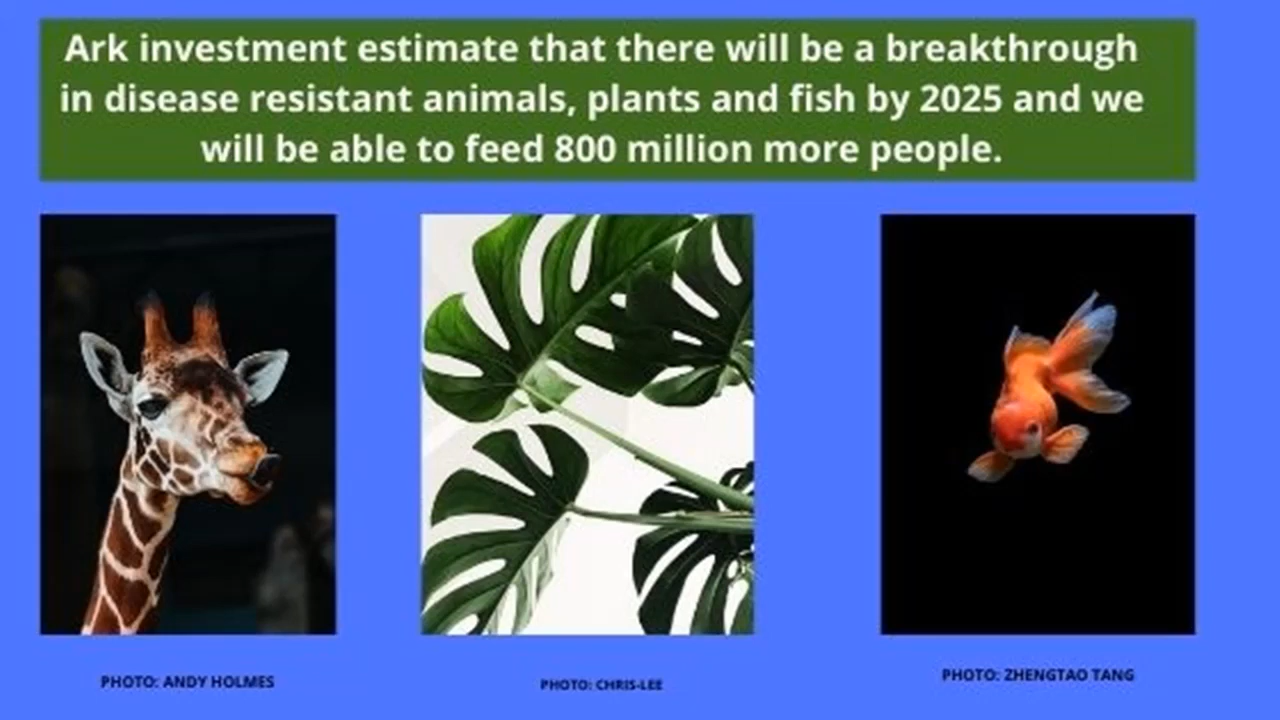 Ark investment estimate that there will be a breakthrough
in disease resistant animals, plants and fish by 2025 and we
will be able to feed 800 million more people.
PHOTO: ANDY HOLMES
PHOTO: CHRIS-LEE
PHOTO: ZHENGTAO TANG